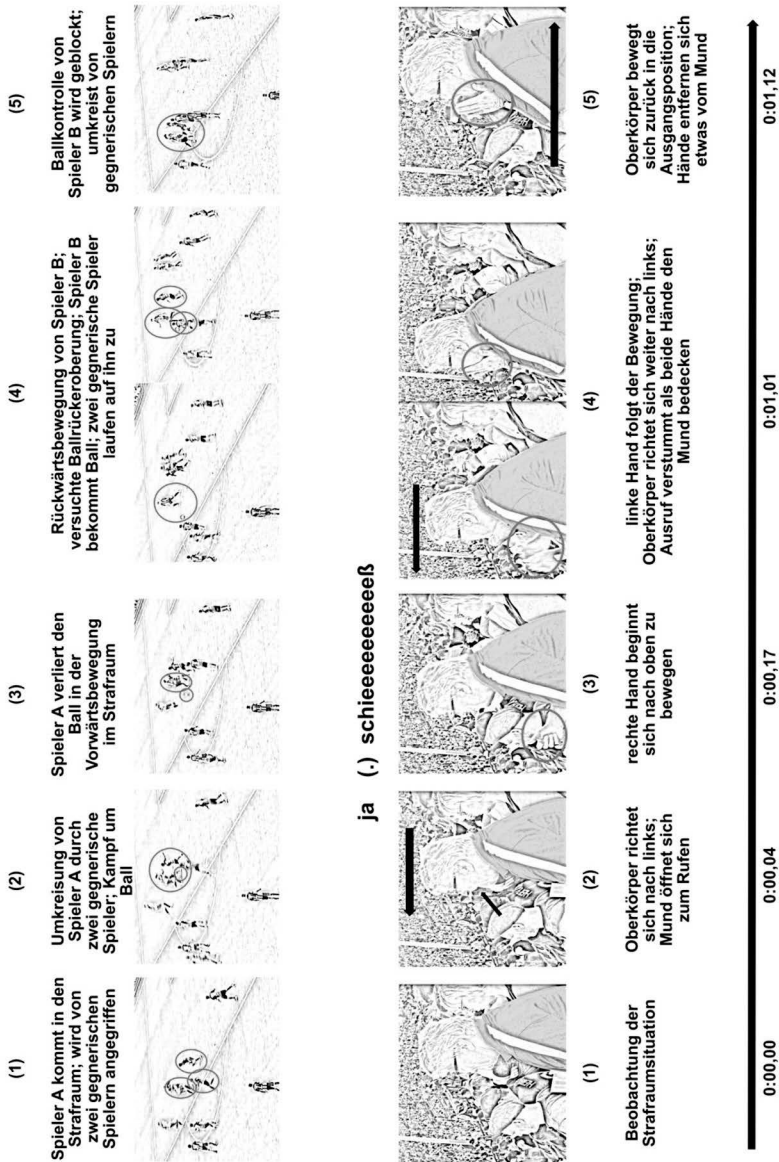 (1)
Spieler A kommt in den
Strafraum; wird von
zwei gegnerischen
Spielern angegriffen
(2)
Umkreisung von
Spieler A durch
zwei gegnerische
Spieler; Kampf um
Ball
(3)
Spieler A verliert den
Ball in der
Vorwärtsbewegung
im Strafraum
(4)
Rückwärtsbewegung von Spieler B;
versuchte Ballrückeroberung; Spieler B
bekommt Ball; zwei gegnerische Spieler
laufen auf ihn zu
(5)
Ballkontrolle von
Spieler B wird geblockt;
umkreist von
gegnerischen Spielern
ja (.) schieeeeeeeeeeeß
(1)
Beobachtung der
Strafraumsituation
(2)
Oberkörper richtet
sich nach links;
Mund öffnet sich
zum Rufen
(3)
rechte Hand beginnt
sich nach oben zu
bewegen
(4)
linke Hand folgt der Bewegung;
Oberkörper richtet sich weiter nach links;
Ausruf verstummt als beide Hände den
Mund bedecken
(5)
Oberkörper bewegt
sich zurück in die
Ausgangsposition;
Hände entfernen sich
etwas vom Mund
0:00,00
0:00,04
0:00,17
0:01,01
0:01,12